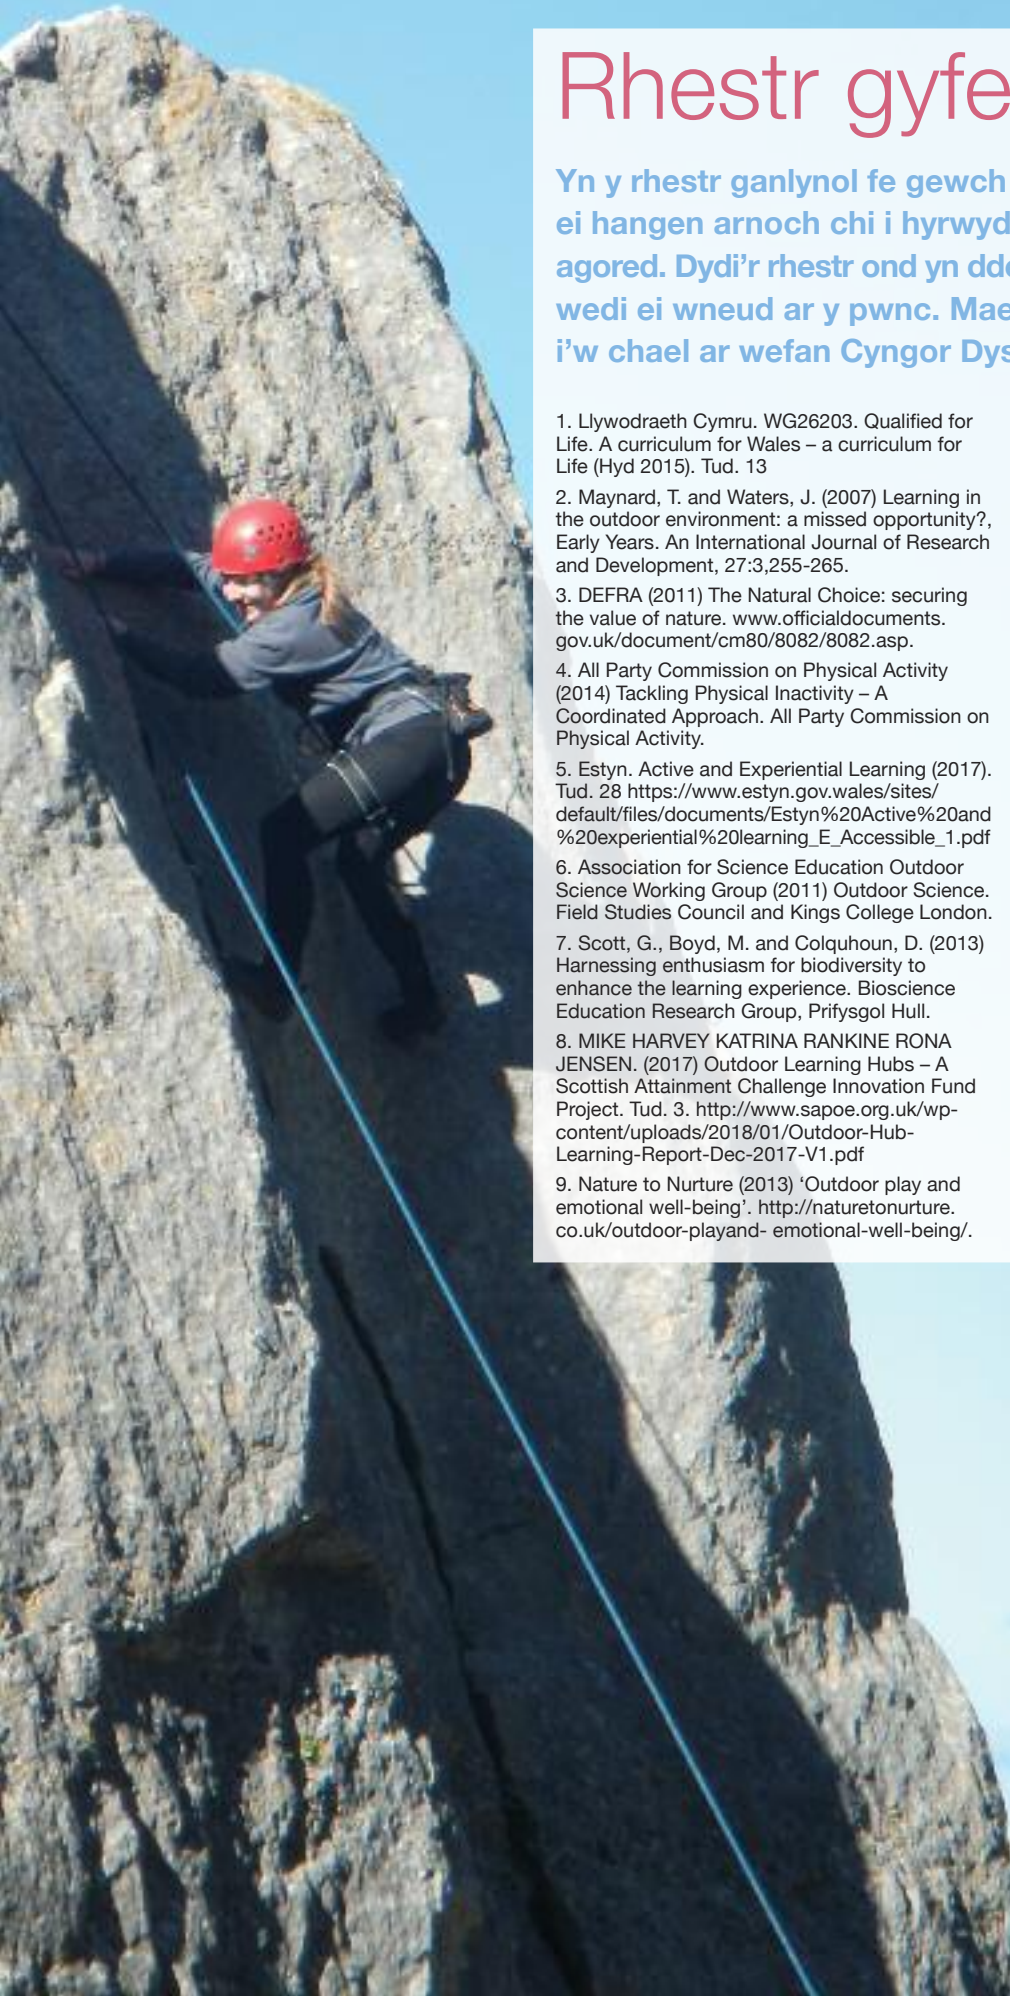 Rhestr gyfe
Yn y rhestr ganlynol fe gewch
ei hangen arnoch chi i hyrwyd
agored. Dydi'r rhestr ond yn dde
wedi ei wneud ar y pwnc. Mae
i'w chael ar wefan Cyngor Dys
1. Llywodraeth Cymru. WG26203. Qualified for
Life. A curriculum for Wales – a curriculum for
Life (Hyd 2015). Tud. 13
2. Maynard, T. and Waters, J. (2007) Learning in
the outdoor environment: a missed opportunity?,
Early Years. An International Journal of Research
and Development, 27:3,255-265.
3. DEFRA (2011) The Natural Choice: securing
the value of nature. www.officialdocuments.
gov.uk/document/cm80/8082/8082.asp.
4. All Party Commission on Physical Activity
(2014) Tackling Physical Inactivity – A
Coordinated Approach. All Party Commission on
Physical Activity.
5. Estyn. Active and Experiential Learning (2017).
Tud. 28 https://www.estyn.gov.wales/sites/
default/files/documents/Estyn%20Active%20and
%20experiential%20learning_E_Accessible_1.pdf
6. Association for Science Education Outdoor
Science Working Group (2011) Outdoor Science.
Field Studies Council and Kings College London.
7. Scott, G., Boyd, M. and Colquhoun, D. (2013)
Harnessing enthusiasm for biodiversity to
enhance the learning experience. Bioscience
Education Research Group, Prifysgol Hull.
8. MIKE HARVEY KATRINA RANKINE RONA
JENSEN. (2017) Outdoor Learning Hubs – A
Scottish Attainment Challenge Innovation Fund
Project. Tud. 3. http://www.sapoe.org.uk/wp-
content/uploads/2018/01/Outdoor-Hub-
Learning-Report-Dec-2017-V1.pdf
9. Nature to Nurture (2013) ‘Outdoor play and
emotional well-being’. http://naturetonurture.
co.uk/outdoor-playand- emotional-well-being/.